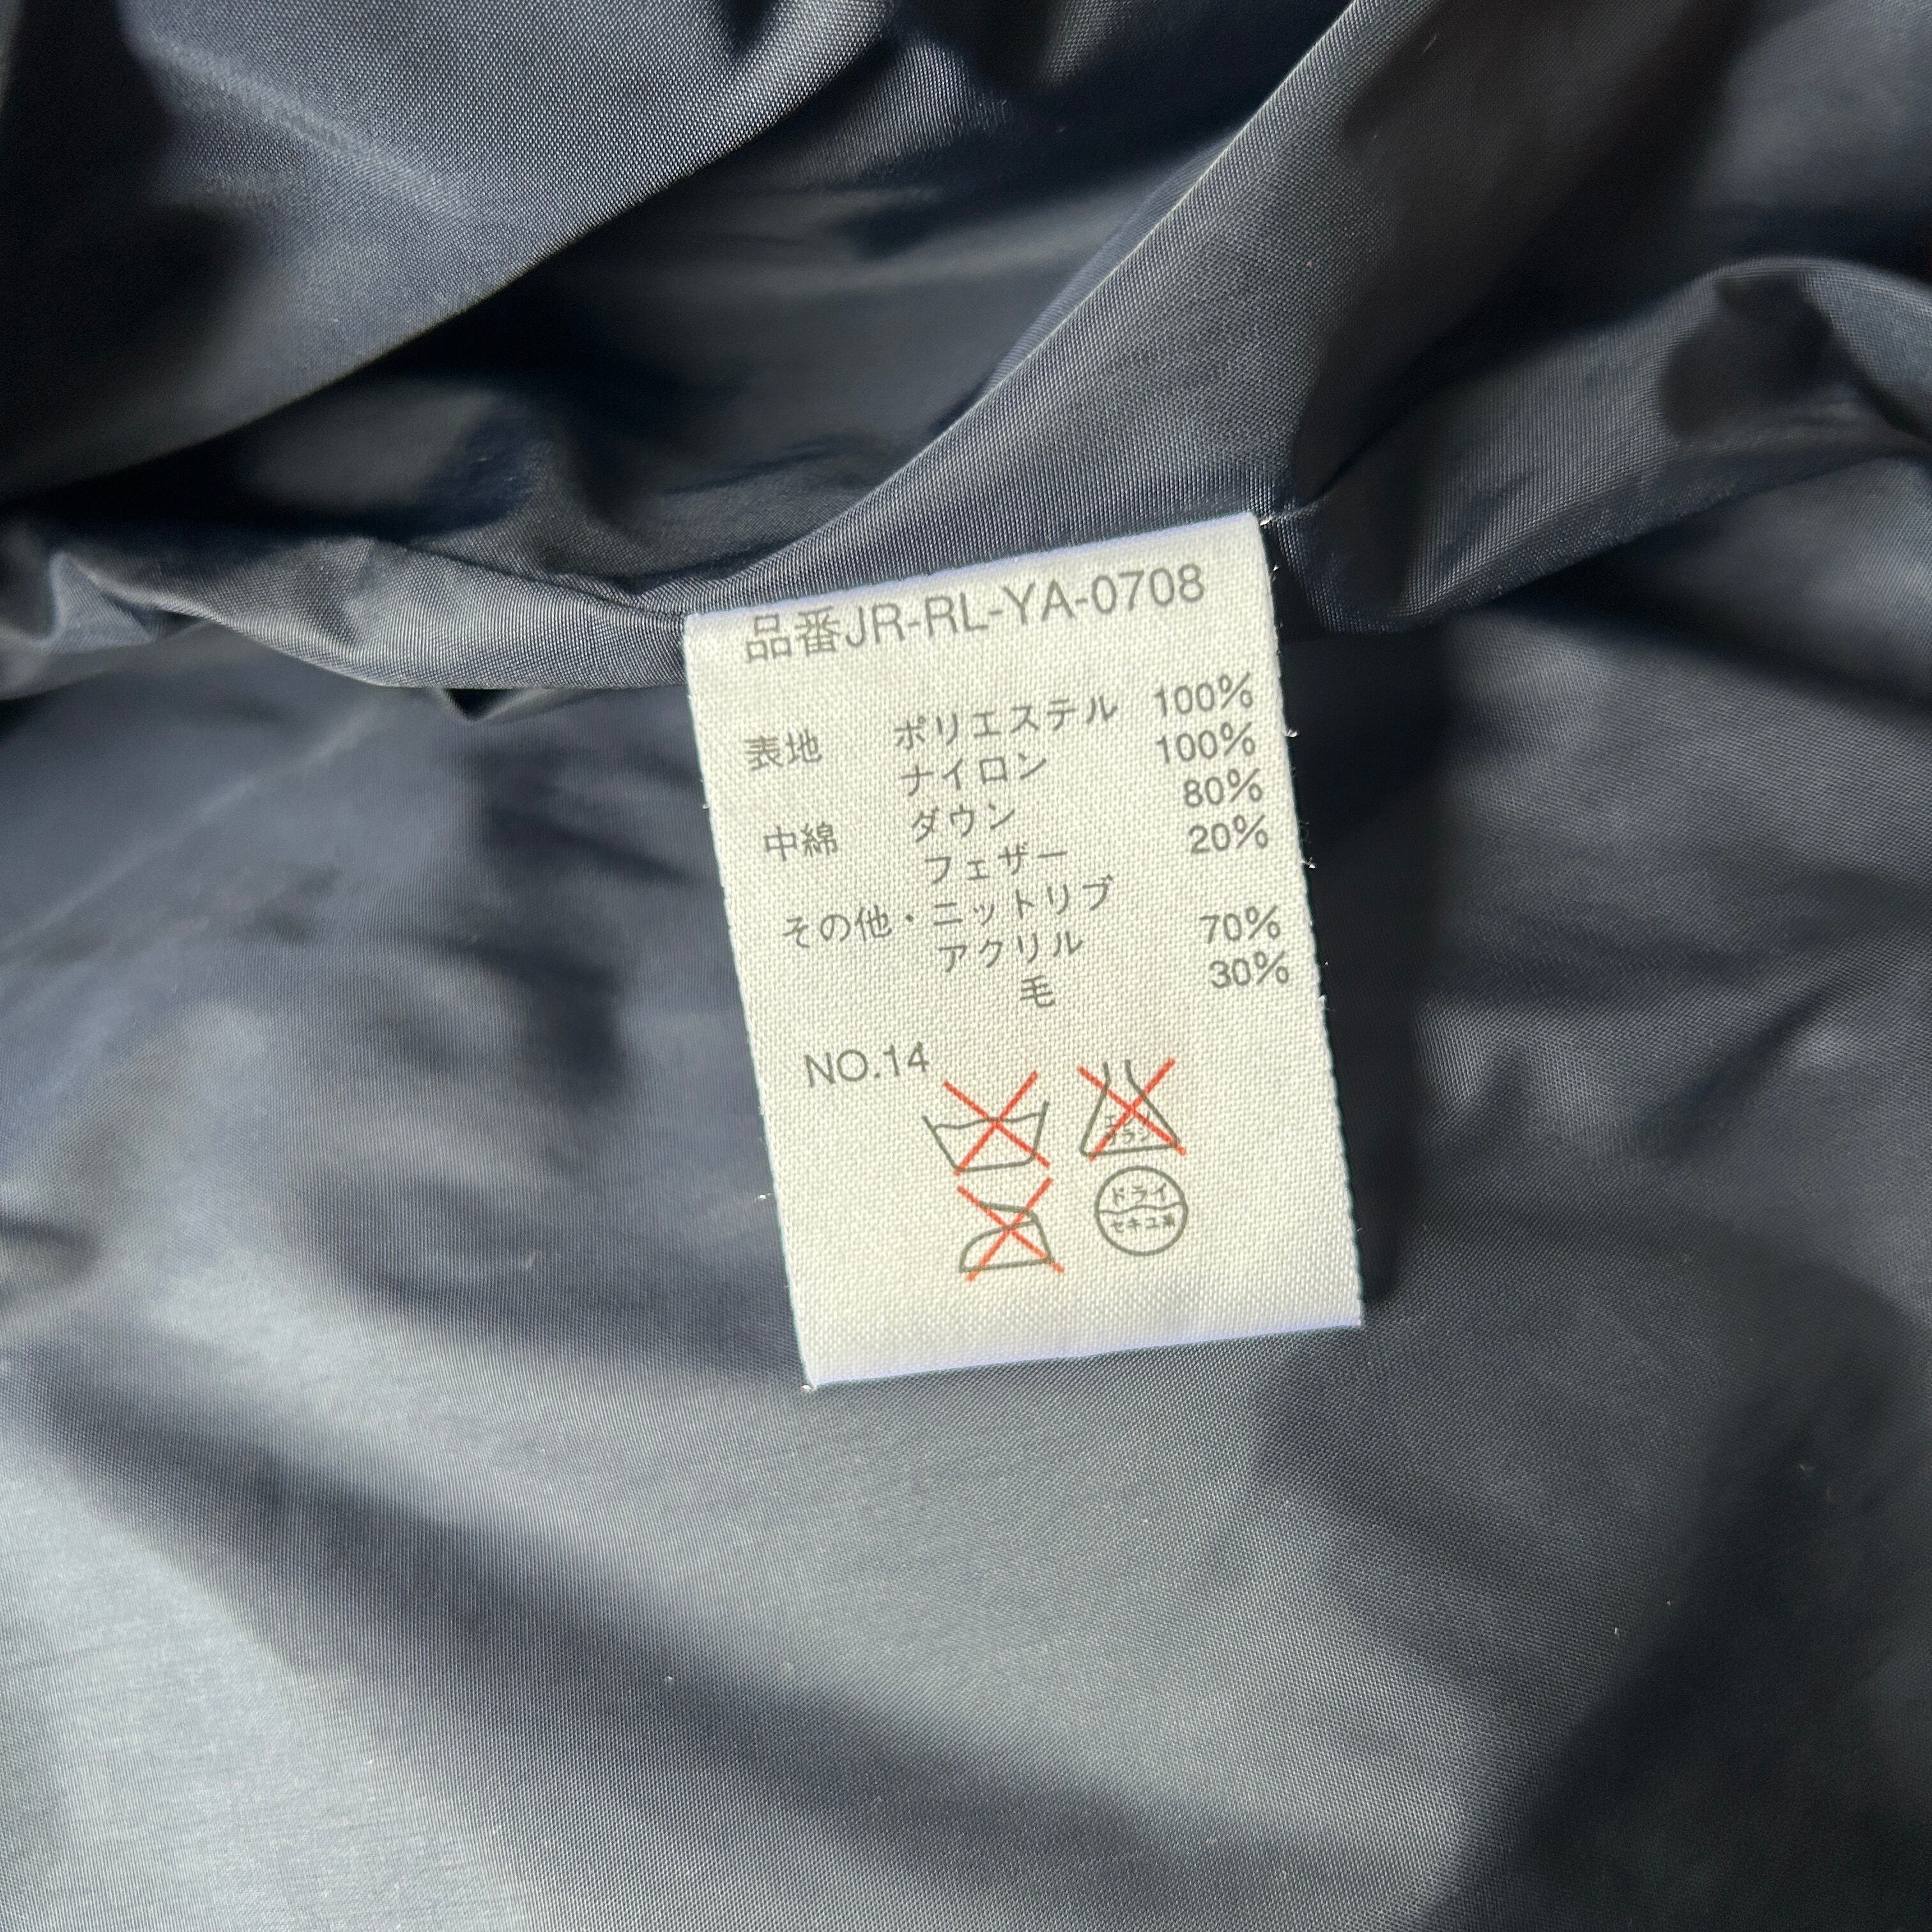 品番JR-RL-YA-0708
表地 ポリエステル 100%
ナイロン 100%
中綿 ダウン 80%
フェザー 20%
その他・ニットリブ
アクリル 70%
毛 30%
NO.14
エンソ
サラシ
ドライ
セキユ系